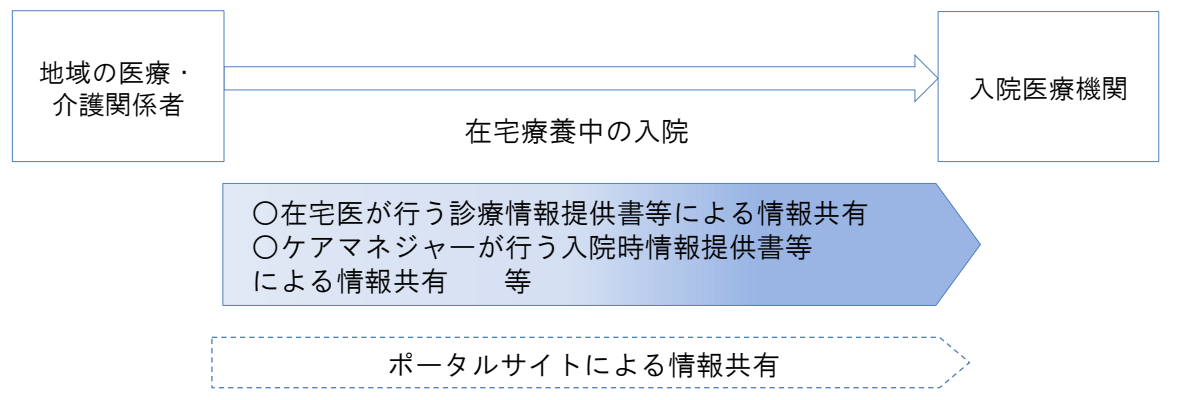 地域の医療・
介護関係者
入院医療機関
在宅療養中の入院
〇在宅医が行う診療情報提供書等による情報共有
〇ケアマネジャーが行う入院時情報提供書等
による情報共有　　等
ポータルサイトによる情報共有